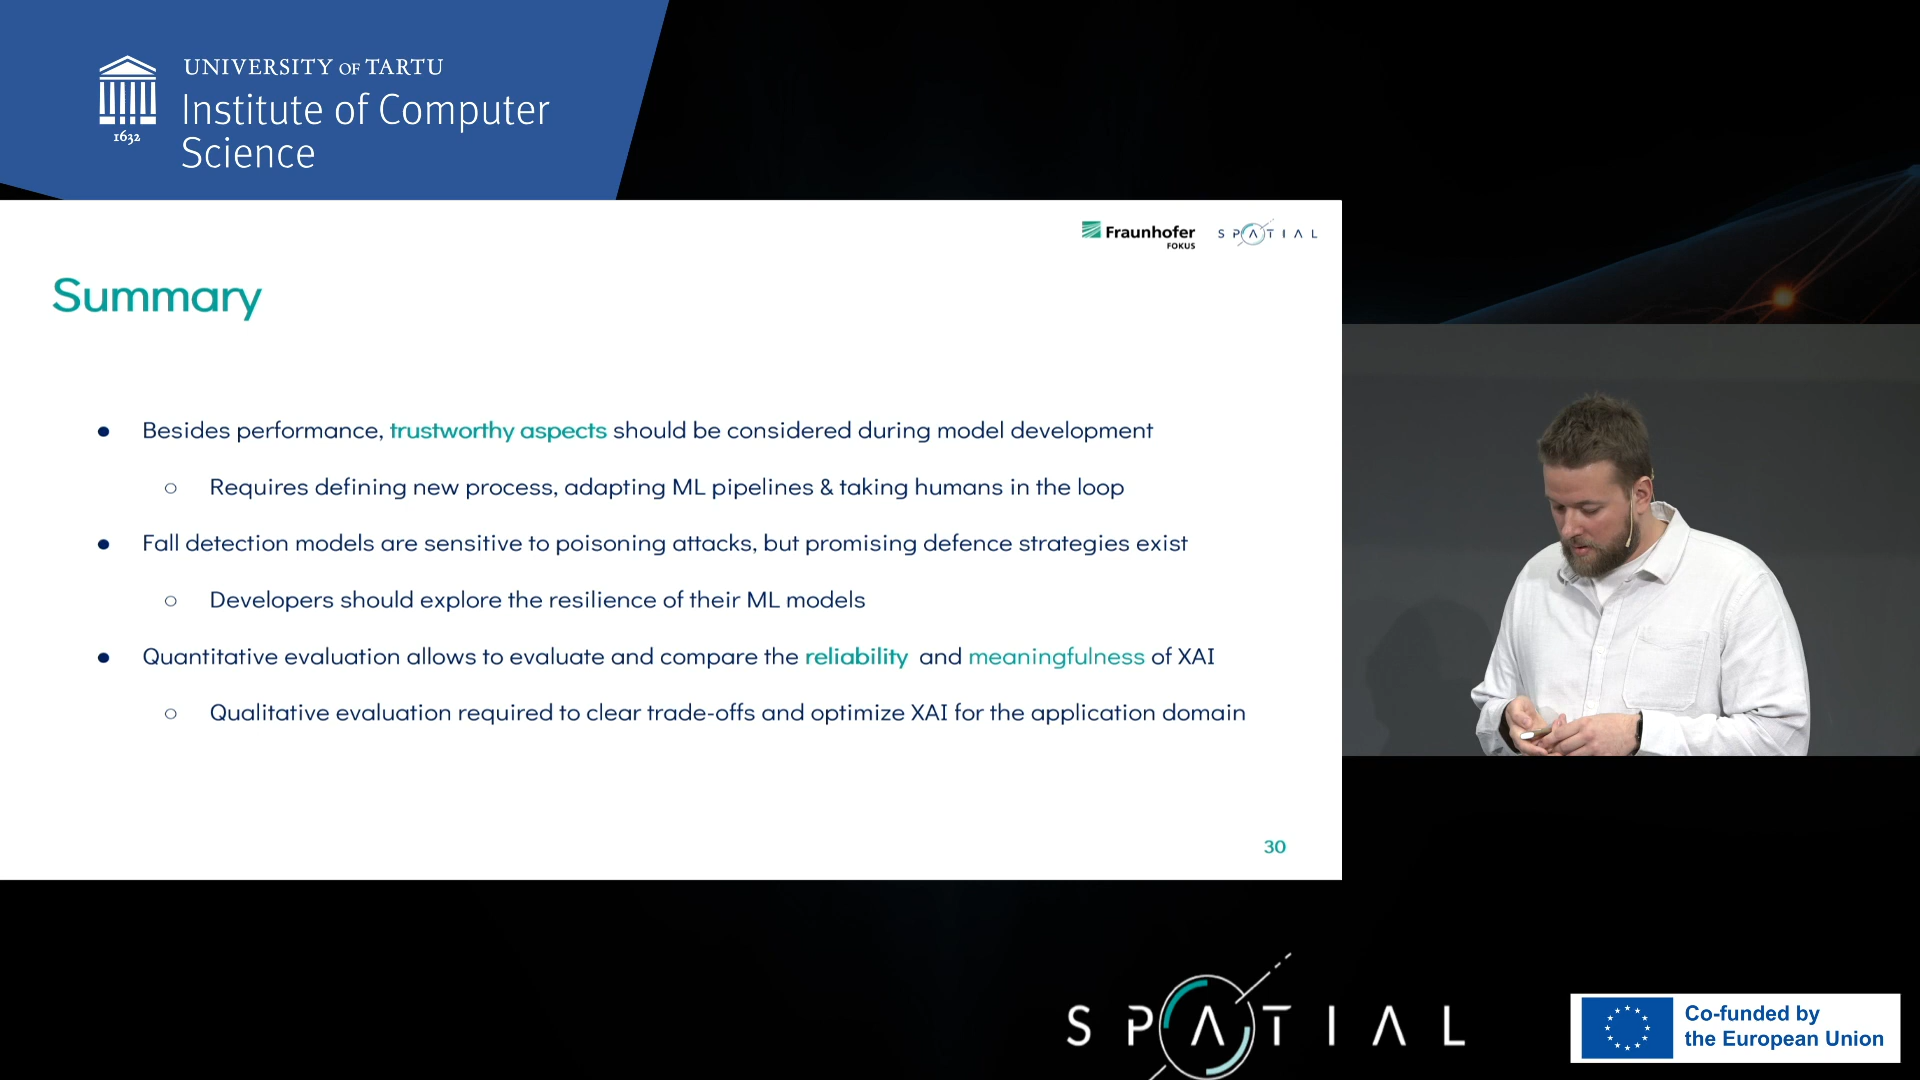 UNIVERSITY OF TARTU
Institute of Computer
Science
1632
Fraunhofer
FOKUS
SPATIAL
Summary
● Besides performance, trustworthy aspects should be considered during model development
○ Requires defining new process, adapting ML pipelines & taking humans in the loop
● Fall detection models are sensitive to poisoning attacks, but promising defence strategies exist
○ Developers should explore the resilience of their ML models
● Quantitative evaluation allows to evaluate and compare the reliability and meaningfulness of XAI
○ Qualitative evaluation required to clear trade-offs and optimize XAI for the application domain
30
SPATIAL
Co-funded by
the European Union